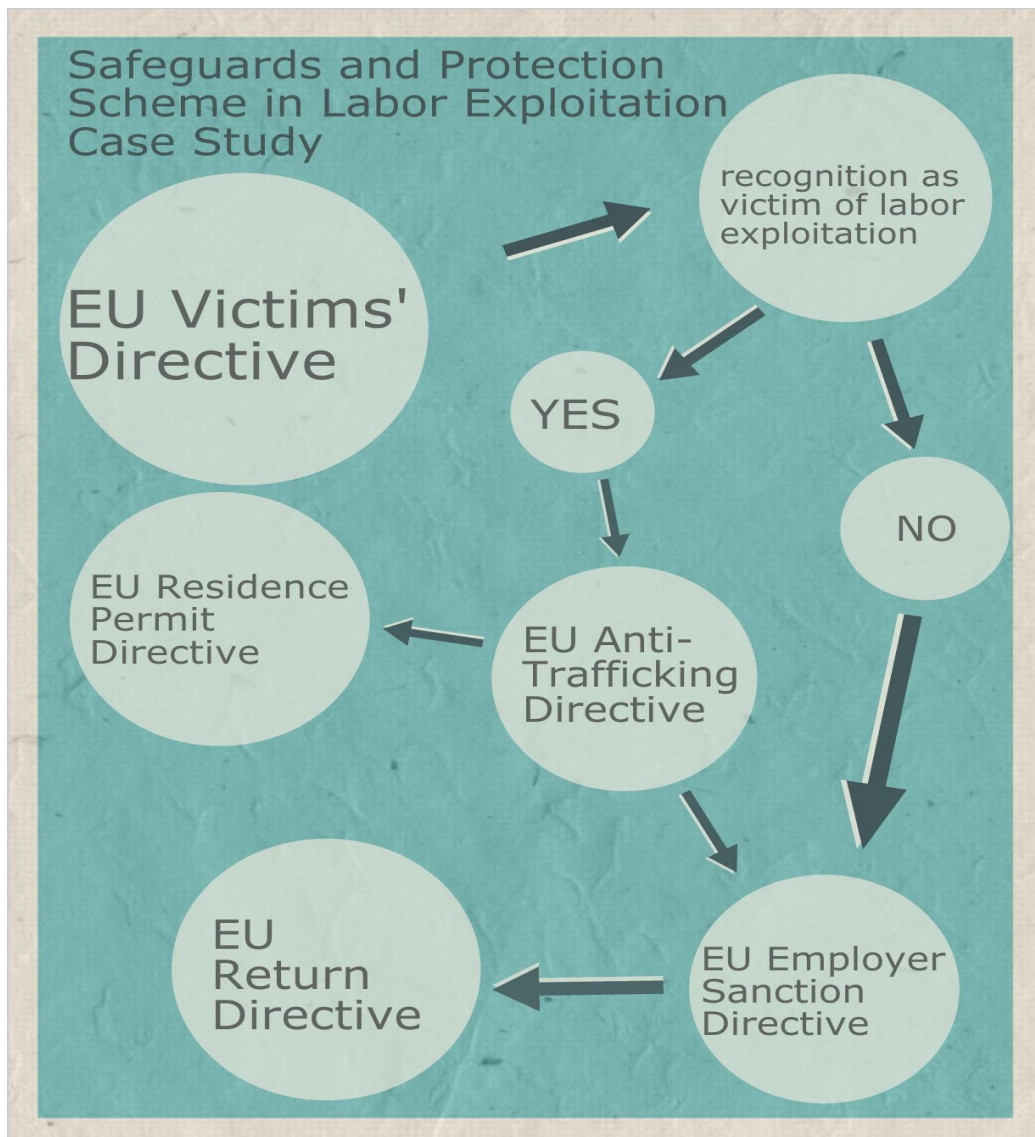 Safeguards and Protection
Scheme in Labor Exploitation
Case Study
recognition as
victim of labor
exploitation
EU Victims'
Directive
YES
NO
EU Residence
Permit
Directive
EU Anti-
Trafficking
Directive
EU
Return
Directive
EU Employer
Sanction
Directive